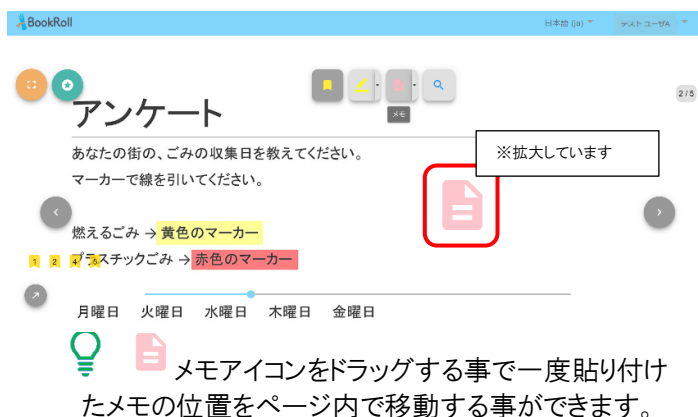 BookRoll
日本語 (ja)
テスト ユーザA
メモ
2 / 5
アンケート
※拡大しています
あなたの街の、ごみの収集日を教えてください。
マーカーで線を引いてください。
燃えるごみ → 黄色のマーカー
プラスチックごみ → 赤色のマーカー
1 2 4 5
月曜日 火曜日 水曜日 木曜日 金曜日
メモアイコンをドラッグする事で一度貼り付け
たメモの位置をページ内で移動する事ができます。